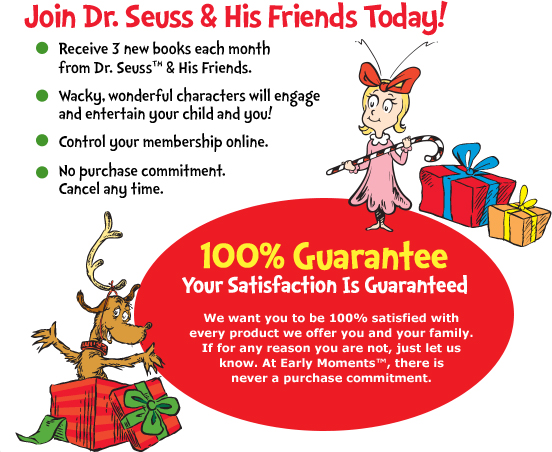 Join Dr. Seuss & His Friends Today!
Receive 3 new books each month
from Dr. Seuss™ & His Friends.
Wacky, wonderful characters will engage
and entertain your child and you!
Control your membership online.
No purchase commitment.
Cancel any time.
100% Guarantee
Your Satisfaction Is Guaranteed
We want you to be 100% satisfied with
every product we offer you and your family.
If for any reason you are not, just let us
know. At Early Moments™, there is
never a purchase commitment.